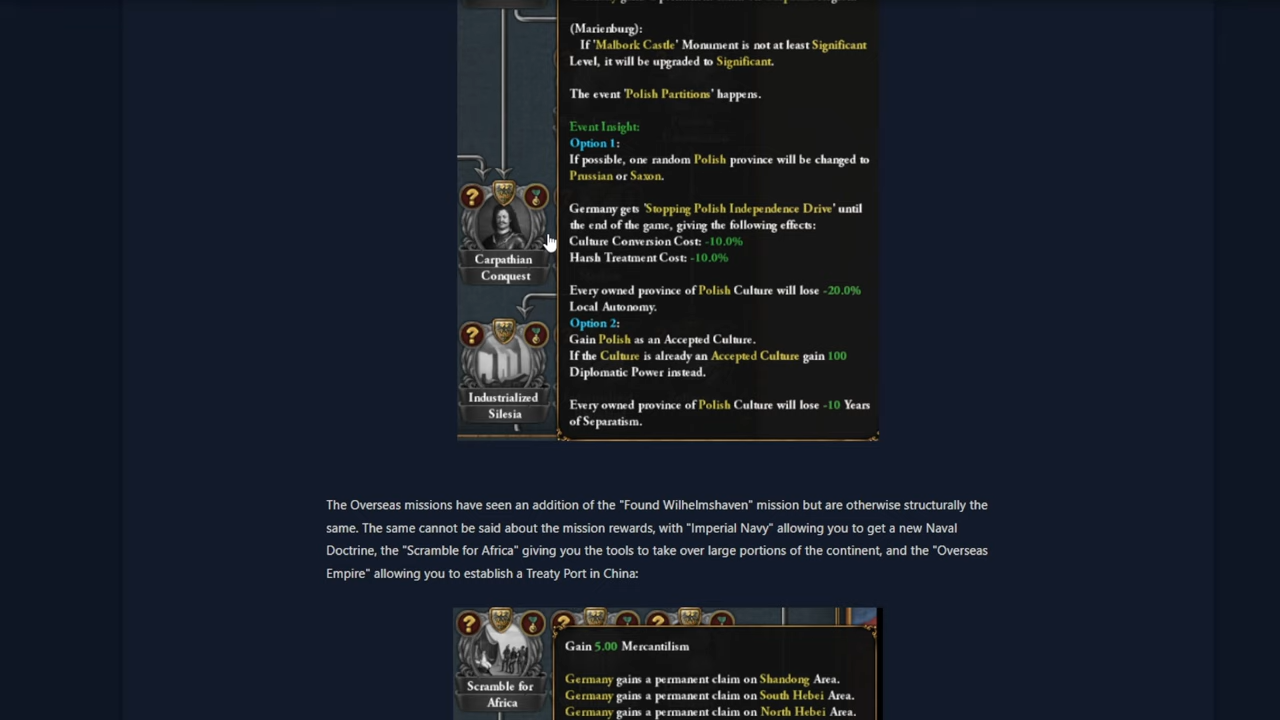 (Marienburg):
If 'Malbork Castle' Monument is not at least Significant
Level, it will be upgraded to Significant.
The event 'Polish Partitions' happens.
Event Insight:
Option 1:
If possible, one random Polish province will be changed to
Prussian or Saxon.
Germany gets 'Stopping Polish Independence Drive' until
the end of the game, giving the following effects:
Culture Conversion Cost: -10.0%
Harsh Treatment Cost: -10.0%
Every owned province of Polish Culture will lose -20.0%
Local Autonomy.
Option 2:
Gain Polish as an Accepted Culture.
If the Culture is already an Accepted Culture gain 100
Diplomatic Power instead.
Every owned province of Polish Culture will lose -10 Years
of Separatism.
Carpathian
Conquest
Industrialized
Silesia
The Overseas missions have seen an addition of the "Found Wilhelmshaven" mission but are otherwise structurally the
same. The same cannot be said about the mission rewards, with "Imperial Navy" allowing you to get a new Naval
Doctrine, the "Scramble for Africa" giving you the tools to take over large portions of the continent, and the "Overseas
Empire" allowing you to establish a Treaty Port in China:
Scramble for
Africa
Gain 5.00 Mercantilism
Germany gains a permanent claim on Shandong Area.
Germany gains a permanent claim on South Hebei Area.
Germany gains a permanent claim on North Hebei Area.